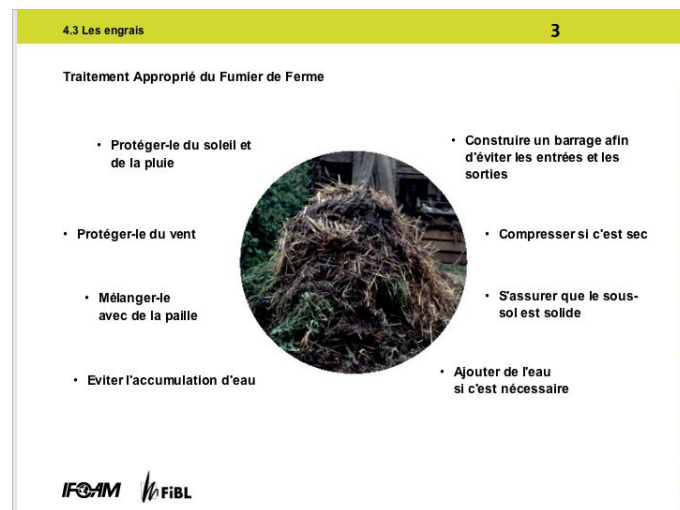 4.3 Les engrais
3
Traitement Approprié du Fumier de Ferme
• Protéger-le du soleil et
de la pluie
• Protéger-le du vent
• Mélanger-le
avec de la paille
• Eviter l'accumulation d'eau
• Construire un barrage afin
d'éviter les entrées et les
sorties
• Compresser si c'est sec
• S'assurer que le sous-
sol est solide
• Ajouter de l'eau
si c'est nécessaire
IFOAM
FiBL